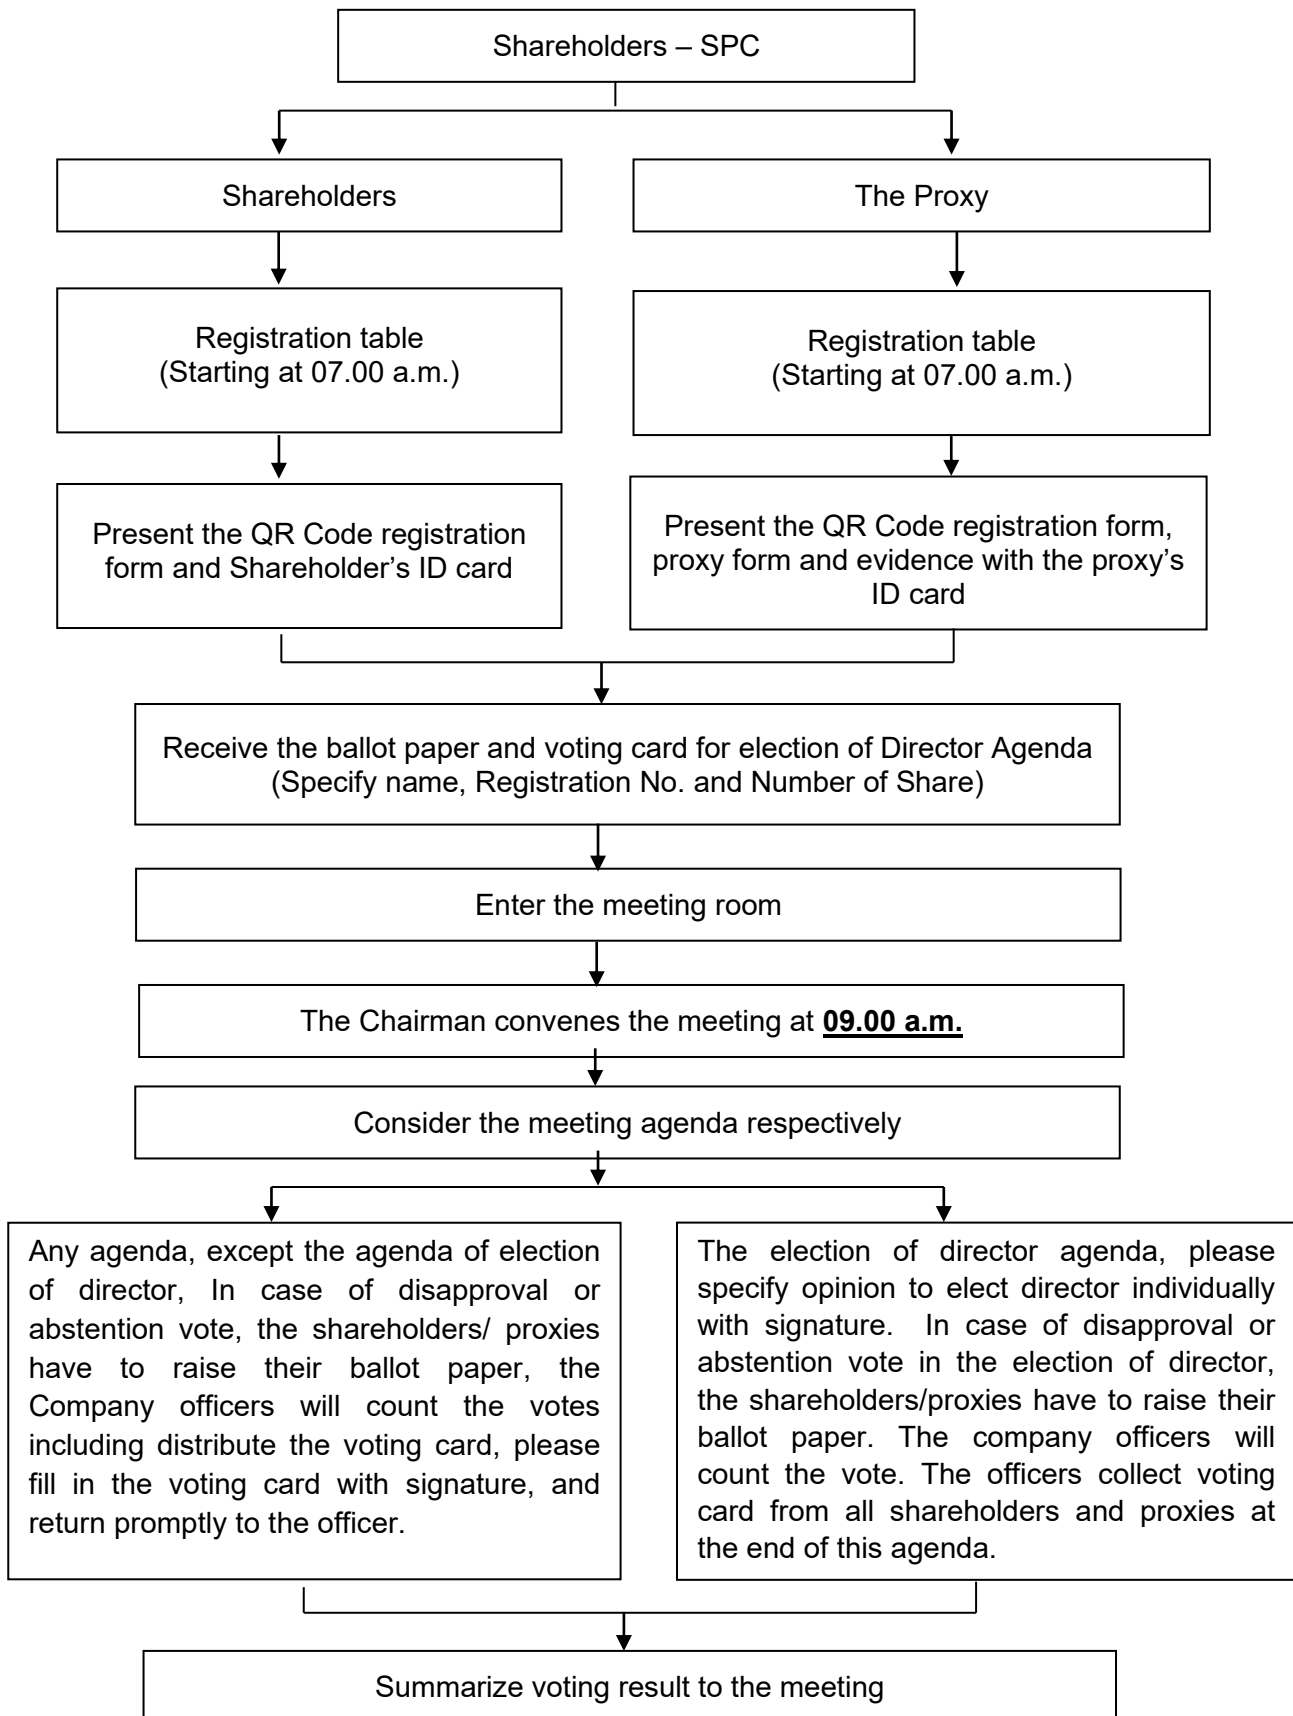 Shareholders – SPC
Shareholders
The Proxy
Registration table
(Starting at 07.00 a.m.)
Registration table
(Starting at 07.00 a.m.)
Present the QR Code registration
form and Shareholder’s ID card
Present the QR Code registration form,
proxy form and evidence with the proxy’s
ID card
Receive the ballot paper and voting card for election of Director Agenda
(Specify name, Registration No. and Number of Share)
Enter the meeting room
The Chairman convenes the meeting at 09.00 a.m.
Consider the meeting agenda respectively
Any agenda, except the agenda of election
of director, In case of disapproval or
abstention vote, the shareholders/ proxies
have to raise their ballot paper, the
Company officers will count the votes
including distribute the voting card, please
fill in the voting card with signature, and
return promptly to the officer.
The election of director agenda, please
specify opinion to elect director individually
with signature. In case of disapproval or
abstention vote in the election of director,
the shareholders/proxies have to raise their
ballot paper. The company officers will
count the vote. The officers collect voting
card from all shareholders and proxies at
the end of this agenda.
Summarize voting result to the meeting